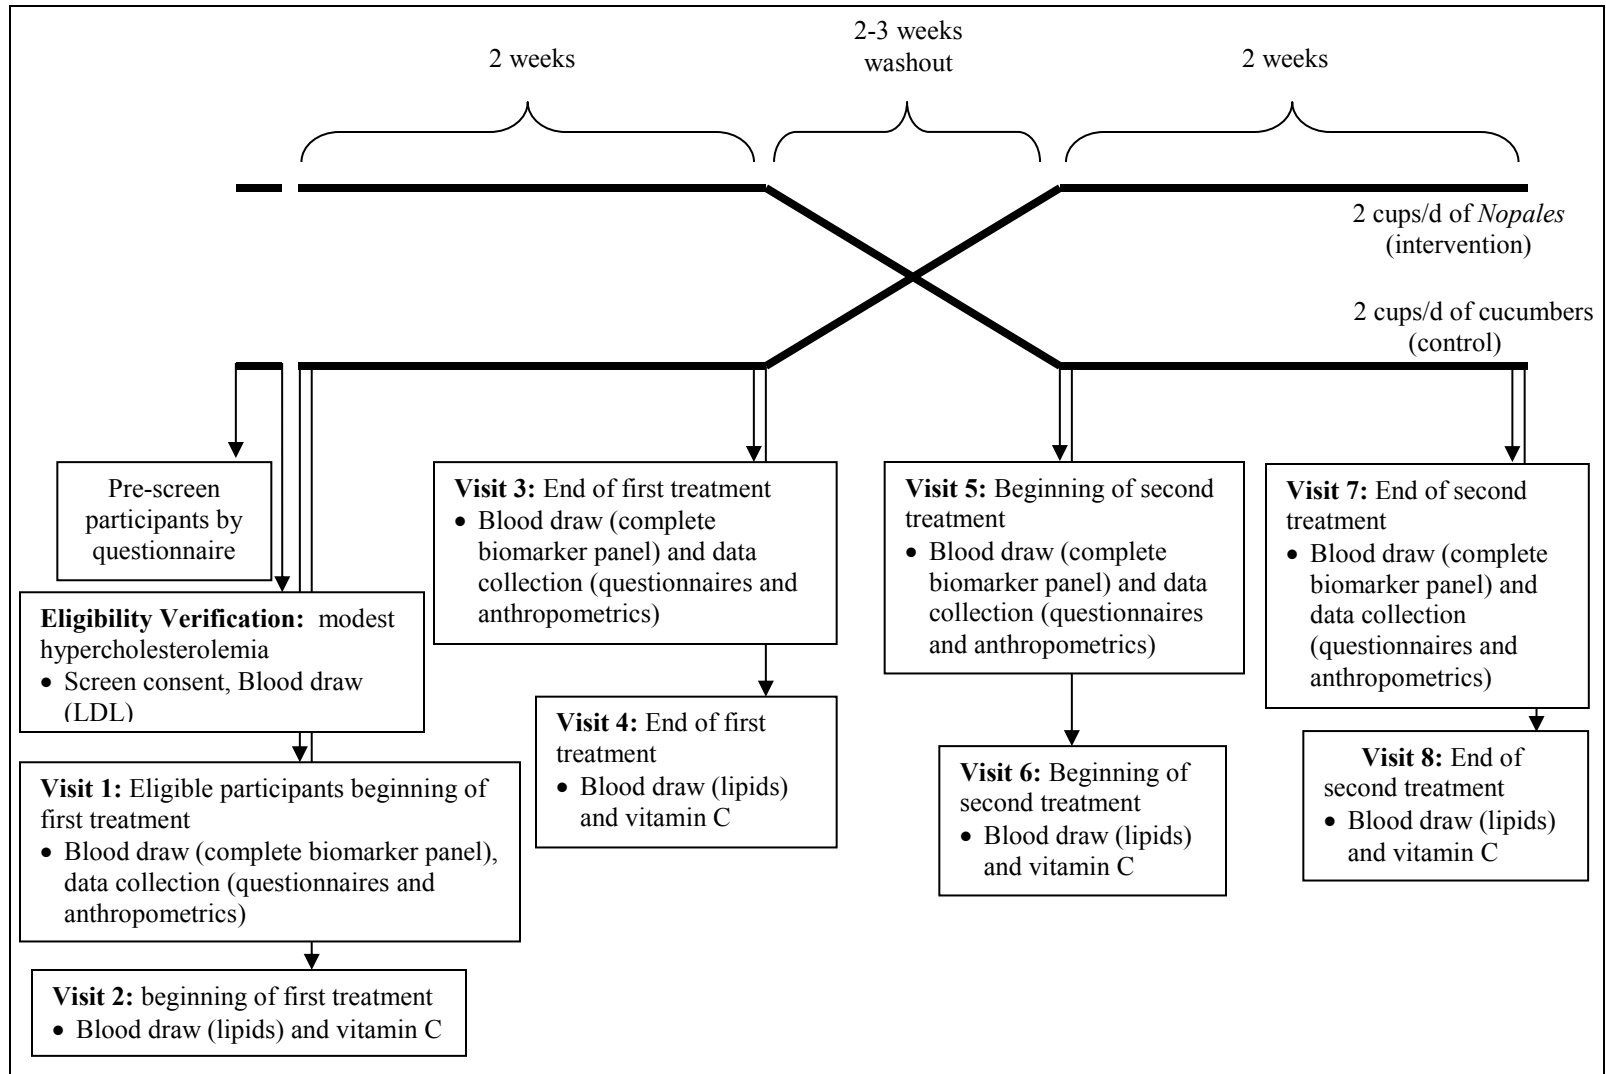 2 weeks
2-3 weeks
washout
2 weeks
2 cups/d of Nopales
(intervention)
2 cups/d of cucumbers
(control)
Pre-screen
participants by
questionnaire
Eligibility Verification: modest
hypercholesterolemia
• Screen consent, Blood draw
(LDL)
Visit 1: Eligible participants beginning of
first treatment
• Blood draw (complete biomarker panel),
data collection (questionnaires and
anthropometrics)
Visit 2: beginning of first treatment
• Blood draw (lipids) and vitamin C
Visit 3: End of first treatment
• Blood draw (complete
biomarker panel) and data
collection (questionnaires and
anthropometrics)
Visit 4: End of first
treatment
• Blood draw (lipids)
and vitamin C
Visit 5: Beginning of second
treatment
• Blood draw (complete
biomarker panel) and data
collection (questionnaires
and anthropometrics)
Visit 6: Beginning of
second treatment
• Blood draw (lipids)
and vitamin C
Visit 7: End of second
treatment
• Blood draw (complete
biomarker panel) and
data collection
(questionnaires and
anthropometrics)
Visit 8: End of
second treatment
• Blood draw (lipids)
and vitamin C